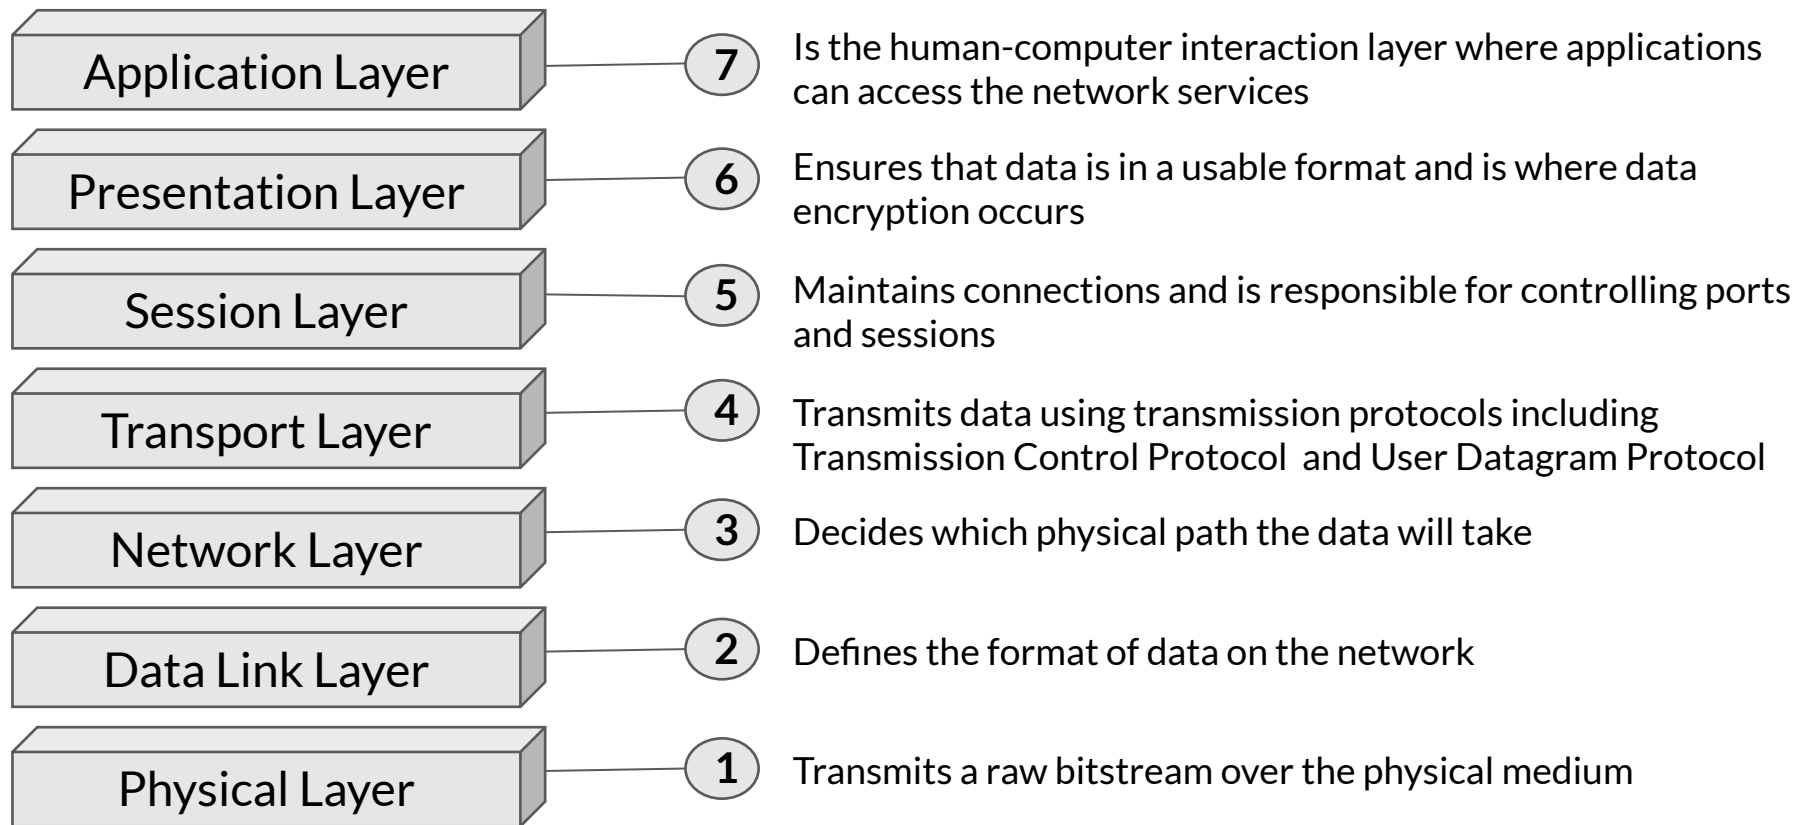 Application Layer
7
Is the human-computer interaction layer where applications
can access the network services
Presentation Layer
6
Ensures that data is in a usable format and is where data
encryption occurs
Session Layer
5
Maintains connections and is responsible for controlling ports
and sessions
Transport Layer
4
Transmits data using transmission protocols including
Transmission Control Protocol  and User Datagram Protocol
Network Layer
3
Decides which physical path the data will take
Data Link Layer
2
Defines the format of data on the network
Physical Layer
1
Transmits a raw bitstream over the physical medium